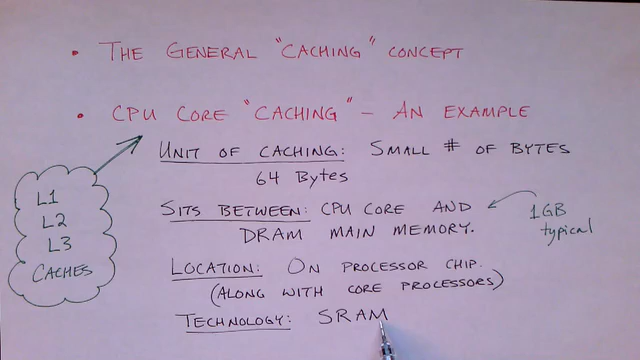 • THE GENERAL "CACHING" CONCEPT
• CPU CORE "CACHING" - AN EXAMPLE
UNIT OF CACHING: SMALL # OF BYTES
64 Bytes
L1
L2
L3
CACHES
SITS BETWEEN: CPU CORE AND
DRAM MAIN MEMORY.
1GB
typical
LOCATION: ON PROCESSOR CHIP.
(ALONG WITH CORE PROCESSORS)
TECHNOLOGY: SRAM